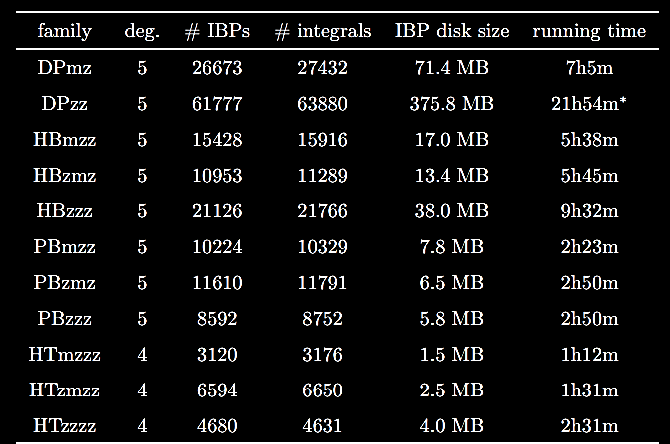 family deg. # IBPs # integrals IBP disk size running time
DPmz 5 26673 27432 71.4 MB 7h5m
DPzz 5 61777 63880 375.8 MB 21h54m*
HBmzz 5 15428 15916 17.0 MB 5h38m
HBzmz 5 10953 11289 13.4 MB 5h45m
HBzzz 5 21126 21766 38.0 MB 9h32m
PBmzz 5 10224 10329 7.8 MB 2h23m
PBzmz 5 11610 11791 6.5 MB 2h50m
PBzzz 5 8592 8752 5.8 MB 2h50m
HTmzzz 4 3120 3176 1.5 MB 1h12m
HTzmzz 4 6594 6650 2.5 MB 1h31m
HTzzzz 4 4680 4631 4.0 MB 2h31m